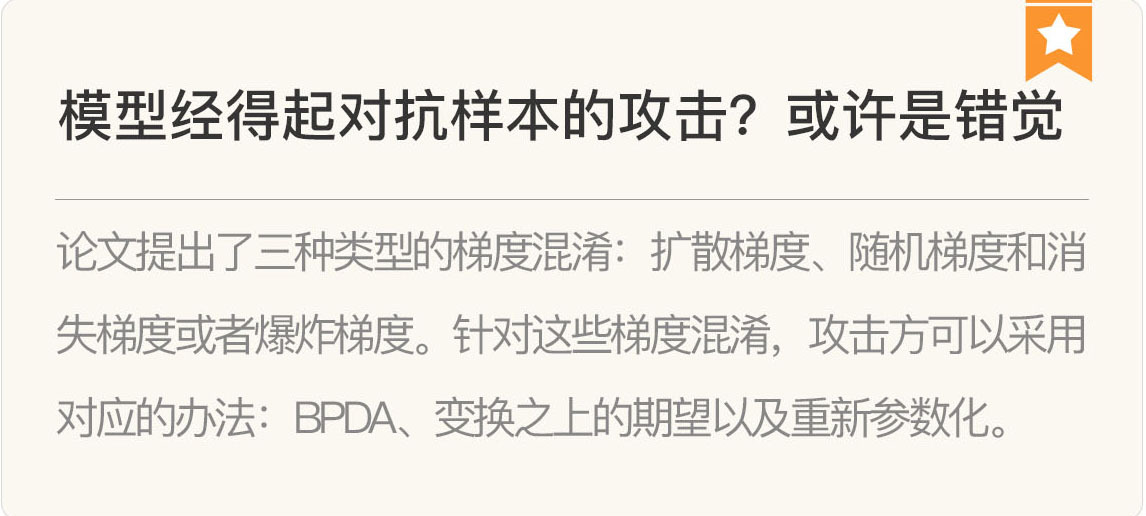 模型经得起对抗样本的攻击？或许是错觉
论文提出了三种类型的梯度混淆：扩散梯度、随机梯度和消
失梯度或者爆炸梯度。针对这些梯度混淆，攻击方可以采用
对应的办法：BPDA、变换之上的期望以及重新参数化。